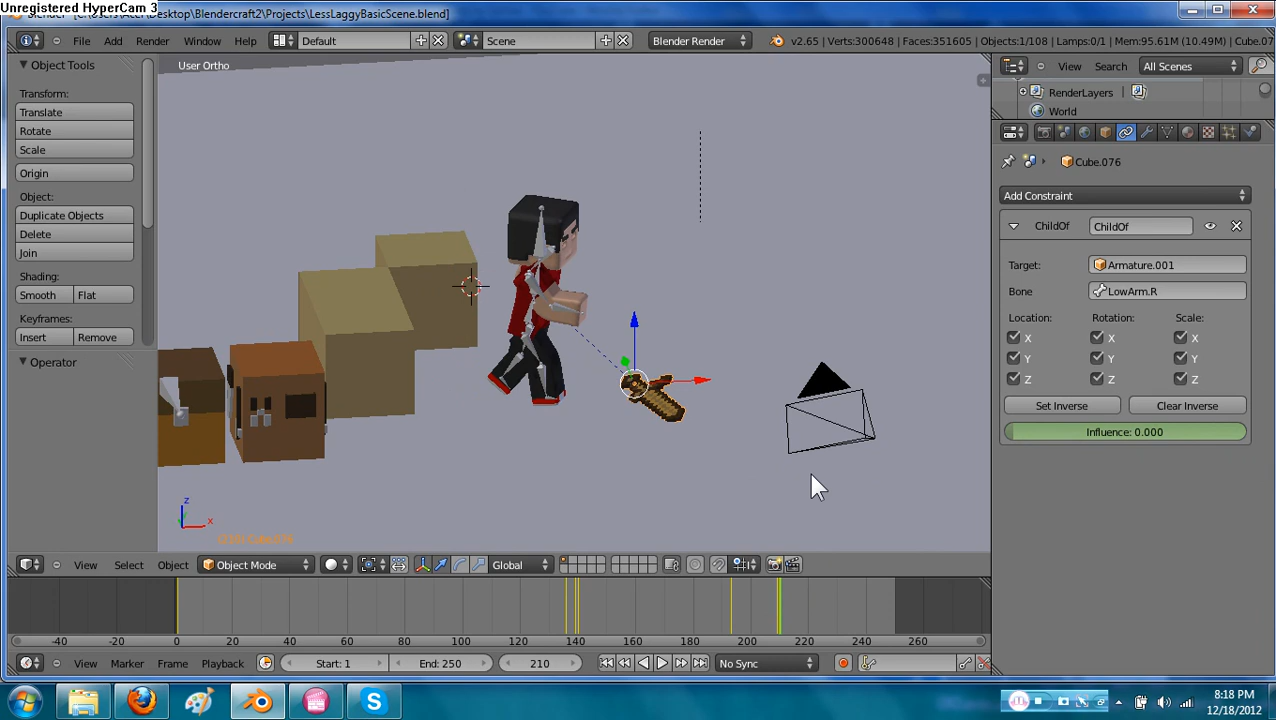 Unregistered HyperCam 3
Blender [C:\Users\Acer\Desktop\Blendercraft2\Projects\LessLaggyBasicScene.blend]
File Add Render Window Help Default Scene Blender Render v2.65 | Verts:300648 | Faces:351605 | Objects:1/108 | Lamps:0/1 | Mem:95.61M (10.49M) | Cube.07
Object Tools
User Ortho
View Search All Scenes
Transform:
RenderLayers
Translate
World
Rotate
Scale
Cube.076
Origin
Add Constraint
Object:
Duplicate Objects
ChildOf ChildOf
Delete
Join
Target: Armature.001
Shading:
Bone LowArm.R
Smooth Flat
Keyframes:
Location: Rotation: Scale:
Insert Remove
X X X
Operator
Y Y Y
Z Z Z
Set Inverse Clear Inverse
Influence: 0.000
z
x
(210) Cube.076
View Select Object Object Mode Global
-40 -20 0 20 40 60 80 100 120 140 160 180 200 220 240 260
View Marker Frame Playback Start: 1 End: 250 210 No Sync
8:18 PM
12/18/2012